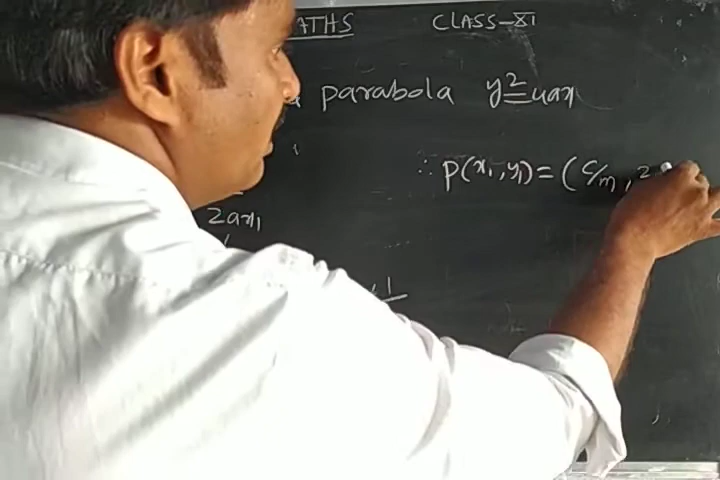 ATHS CLASS-XI
parabola y²=4ax
∴ P(x₁, y₁) = (c/m, 2
2ax₁